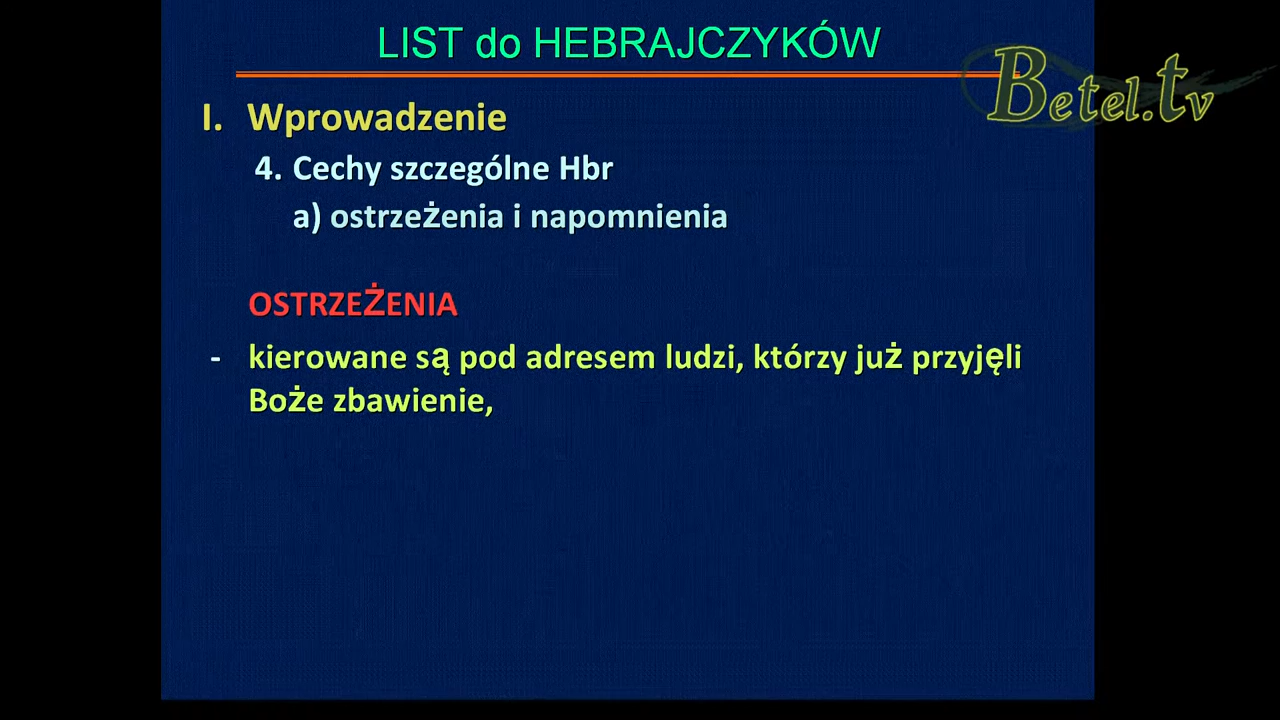 LIST do HEBRAJCZYKÓW
Betel.tv
I. Wprowadzenie
4. Cechy szczególne Hbr
a) ostrzeżenia i napomnienia
OSTRZEŻENIA
- kierowane są pod adresem ludzi, którzy już przyjęli
Boże zbawienie,